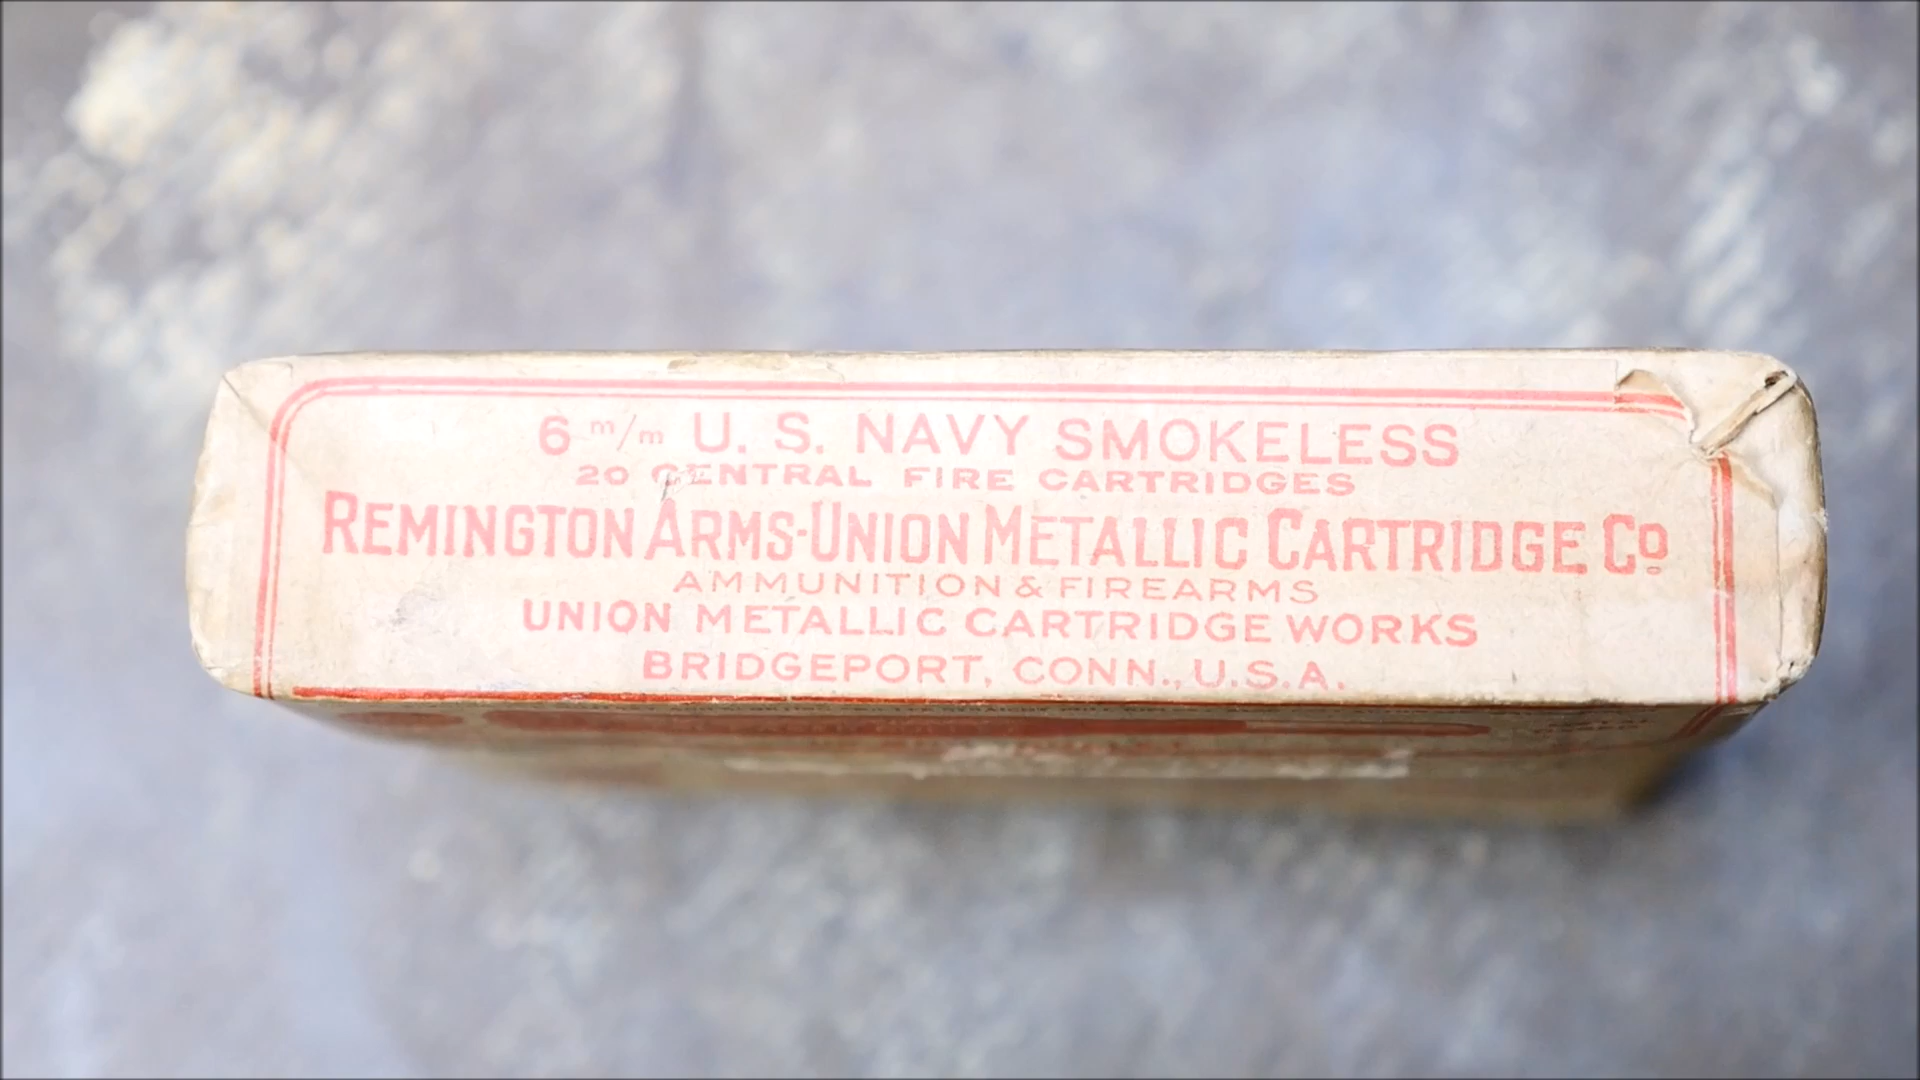 6 m/m U. S. NAVY SMOKELESS
20 CENTRAL FIRE CARTRIDGES
REMINGTON ARMS-UNION METALLIC CARTRIDGE Co
AMMUNITION & FIREARMS
UNION METALLIC CARTRIDGE WORKS
BRIDGEPORT, CONN., U.S.A.